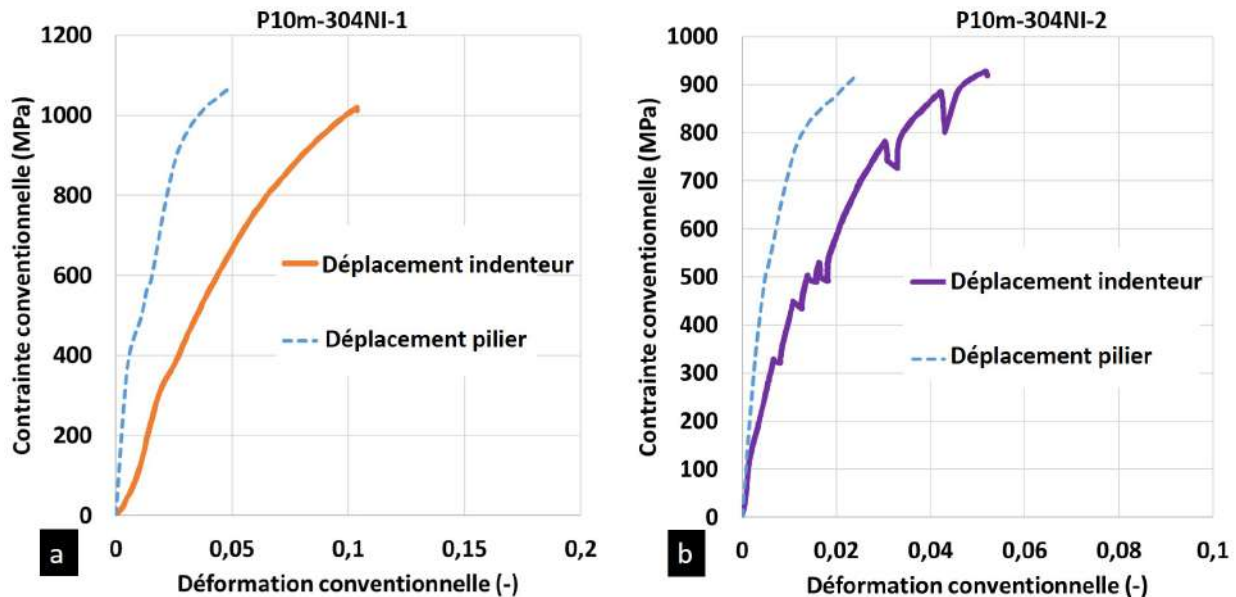 P10m-304NI-1
Contrainte conventionnelle (MPa)
1200
1000
800
600
400
200
0
Déplacement indenteur
Déplacement pilier
0
0,05
0,1
0,15
0,2
Déformation conventionnelle (-)
a
P10m-304NI-2
Contrainte conventionnelle (MPa)
1000
900
800
700
600
500
400
300
200
100
0
Déplacement indenteur
Déplacement pilier
0
0,02
0,04
0,06
0,08
0,1
Déformation conventionnelle (-)
b